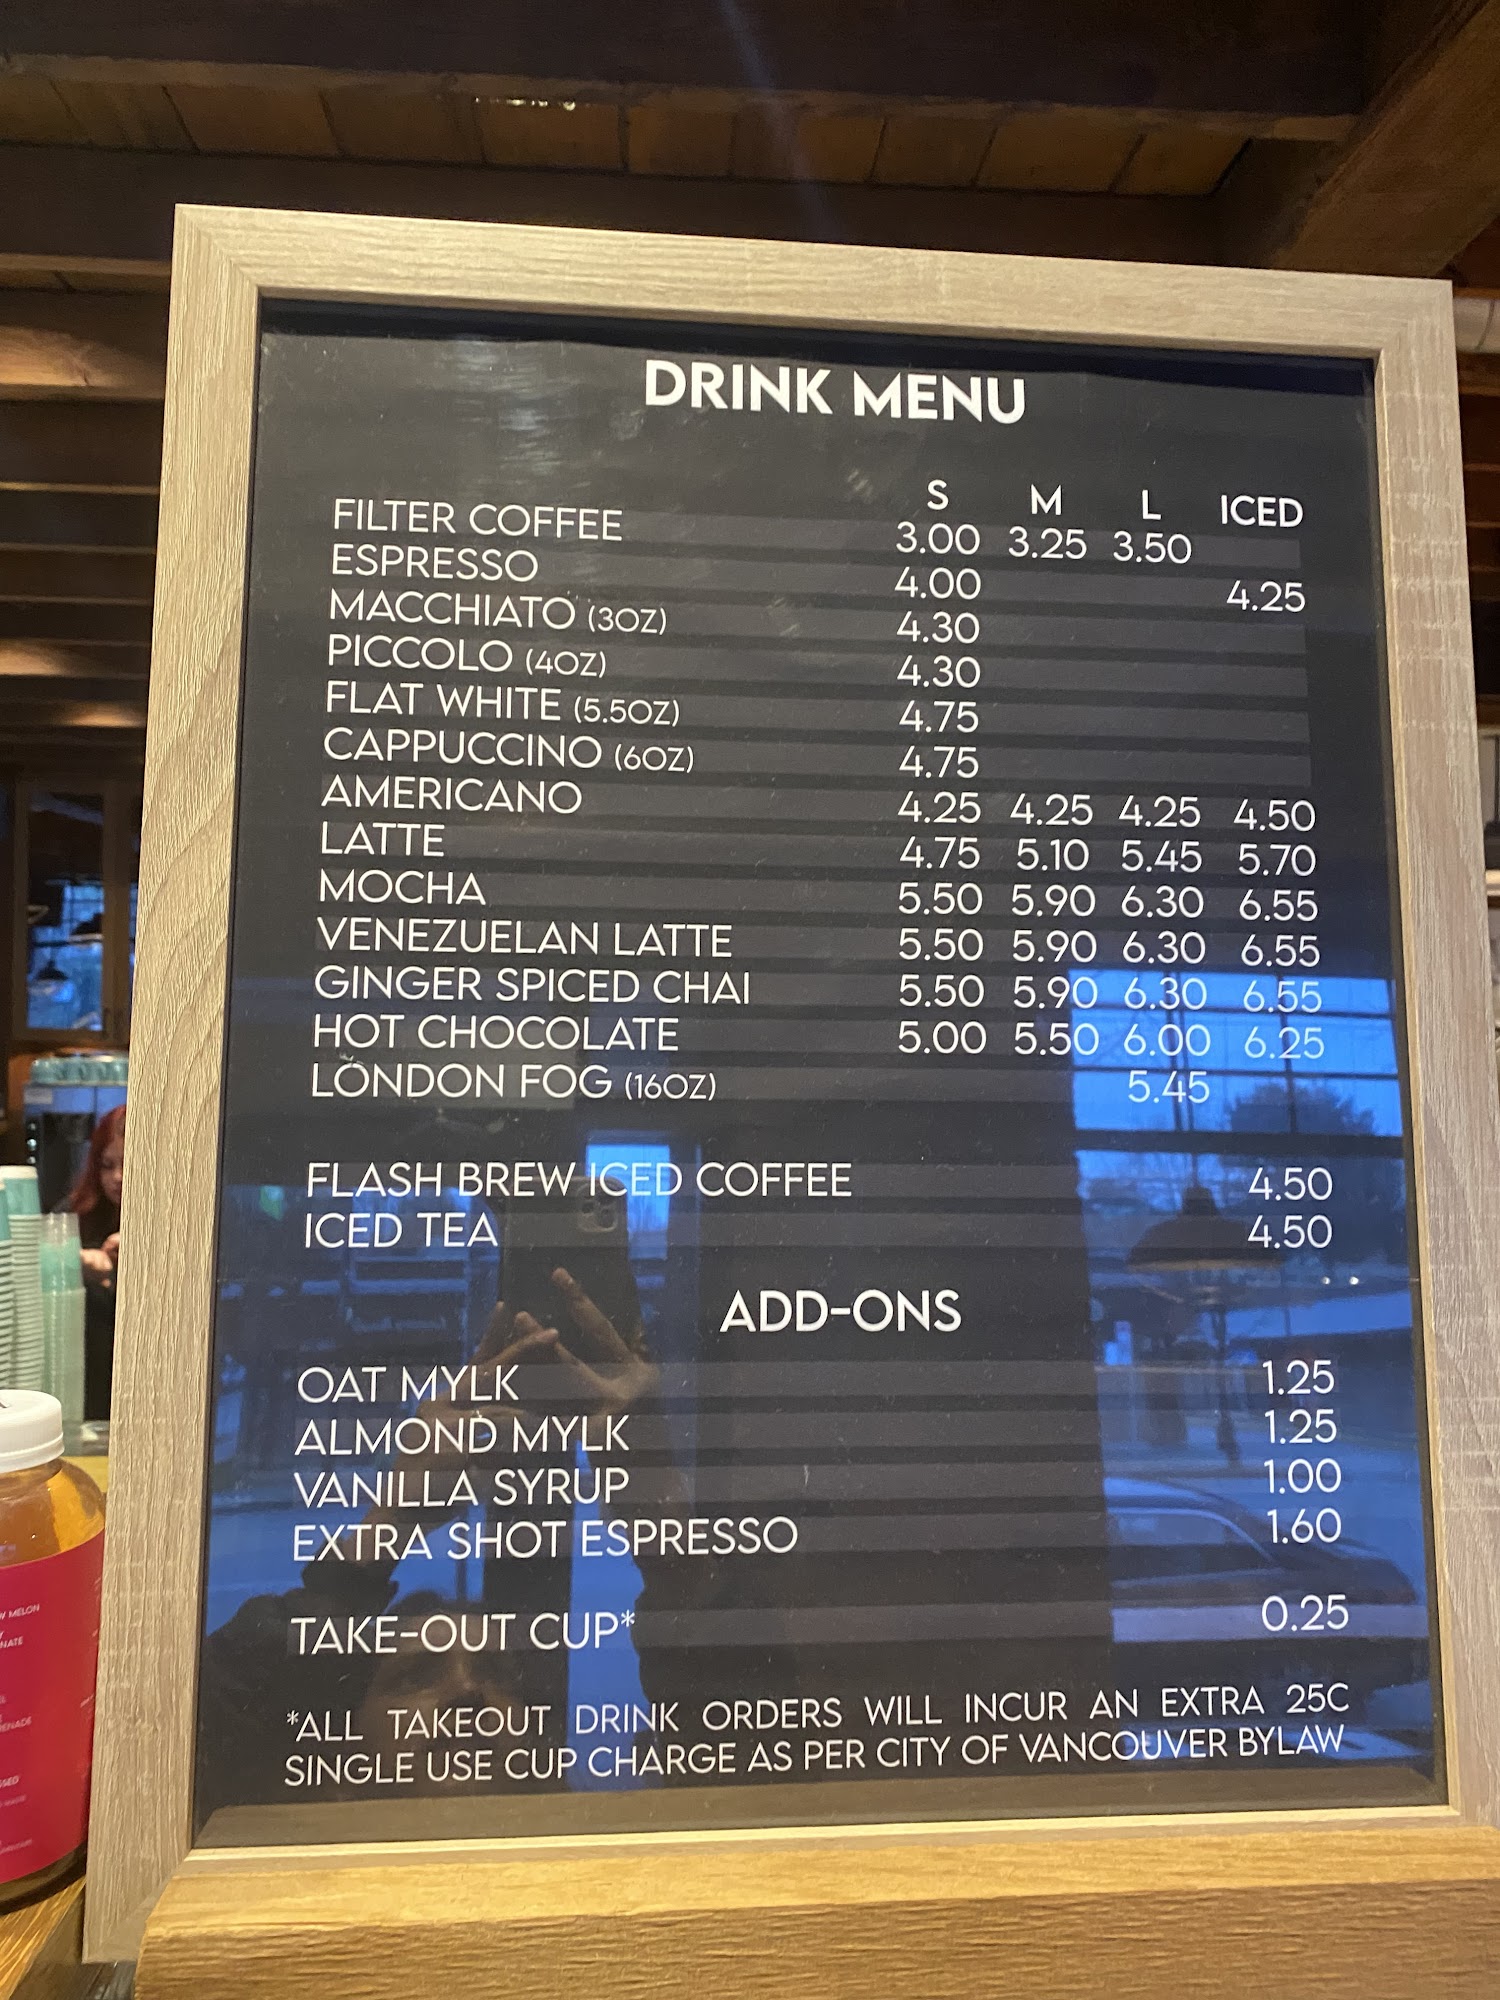 DRINK MENU
S M L ICED
FILTER COFFEE 3.00 3.25 3.50
ESPRESSO 4.00 4.25
MACCHIATO (3OZ) 4.30
PICCOLO (4OZ) 4.30
FLAT WHITE (5.5OZ) 4.75
CAPPUCCINO (6OZ) 4.75
AMERICANO 4.25 4.25 4.25 4.50
LATTE 4.75 5.10 5.45 5.70
MOCHA 5.50 5.90 6.30 6.55
VENEZUELAN LATTE 5.50 5.90 6.30 6.55
GINGER SPICED CHAI 5.50 5.90 6.30 6.55
HOT CHOCOLATE 5.00 5.50 6.00 6.25
LONDON FOG (16OZ) 5.45
FLASH BREW ICED COFFEE 4.50
ICED TEA 4.50
ADD-ONS
OAT MYLK 1.25
ALMOND MYLK 1.25
VANILLA SYRUP 1.00
EXTRA SHOT ESPRESSO 1.60
TAKE-OUT CUP* 0.25
*ALL TAKEOUT DRINK ORDERS WILL INCUR AN EXTRA 25C
SINGLE USE CUP CHARGE AS PER CITY OF VANCOUVER BYLAW
MELON